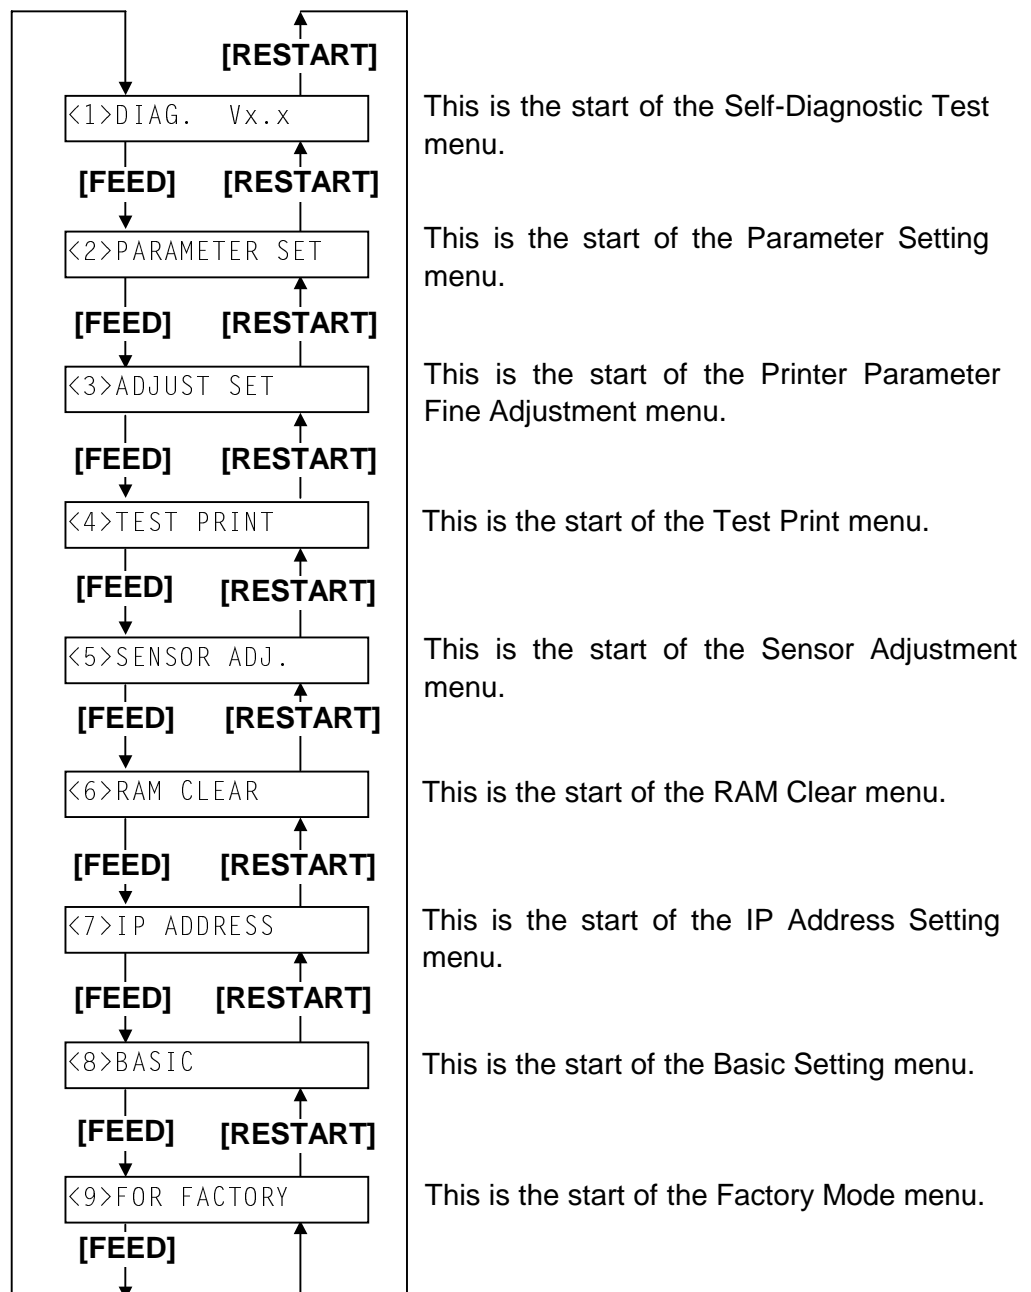 [RESTART]
<1>DIAG. Vx.x
This is the start of the Self-Diagnostic Test
menu.
[FEED] [RESTART]
<2>PARAMETER SET
This is the start of the Parameter Setting
menu.
[FEED] [RESTART]
<3>ADJUST SET
This is the start of the Printer Parameter
Fine Adjustment menu.
[FEED] [RESTART]
<4>TEST PRINT
This is the start of the Test Print menu.
[FEED] [RESTART]
<5>SENSOR ADJ.
This is the start of the Sensor Adjustment
menu.
[FEED] [RESTART]
<6>RAM CLEAR
This is the start of the RAM Clear menu.
[FEED] [RESTART]
<7>IP ADDRESS
This is the start of the IP Address Setting
menu.
[FEED] [RESTART]
<8>BASIC
This is the start of the Basic Setting menu.
[FEED] [RESTART]
<9>FOR FACTORY
This is the start of the Factory Mode menu.
[FEED]